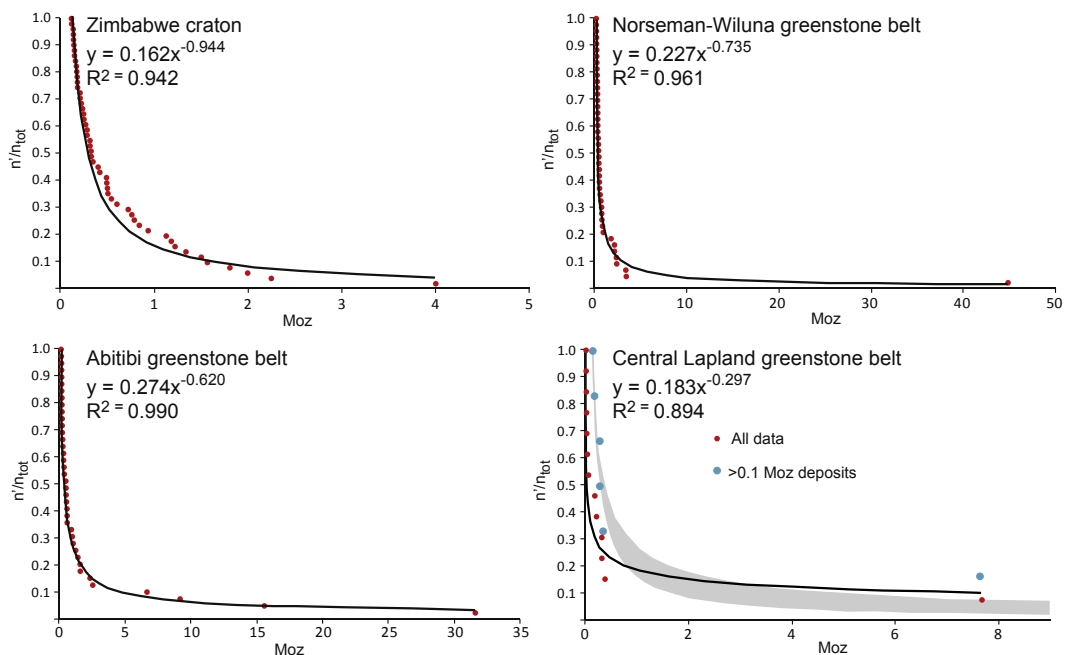 Zimbabwe craton
y = 0.162x^-0.944
R² = 0.942
n'/n_tot
1.0
0.9
0.8
0.7
0.6
0.5
0.4
0.3
0.2
0.1
0 1 2 3 4 5
Moz
Norseman-Wiluna greenstone belt
y = 0.227x^-0.735
R² = 0.961
n'/n_tot
1.0
0.9
0.8
0.7
0.6
0.5
0.4
0.3
0.2
0.1
0 10 20 30 40 50
Moz
Abitibi greenstone belt
y = 0.274x^-0.620
R² = 0.990
n'/n_tot
1.0
0.9
0.8
0.7
0.6
0.5
0.4
0.3
0.2
0.1
0 5 10 15 20 25 30 35
Moz
Central Lapland greenstone belt
y = 0.183x^-0.297
R² = 0.894
All data
>0.1 Moz deposits
n'/n_tot
1.0
0.9
0.8
0.7
0.6
0.5
0.4
0.3
0.2
0.1
0 2 4 6 8
Moz